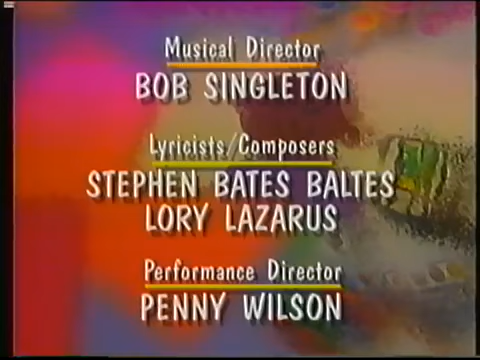 Musical Director
BOB SINGLETON
Lyricists/Composers
STEPHEN BATES BALTES
LORY LAZARUS
Performance Director
PENNY WILSON